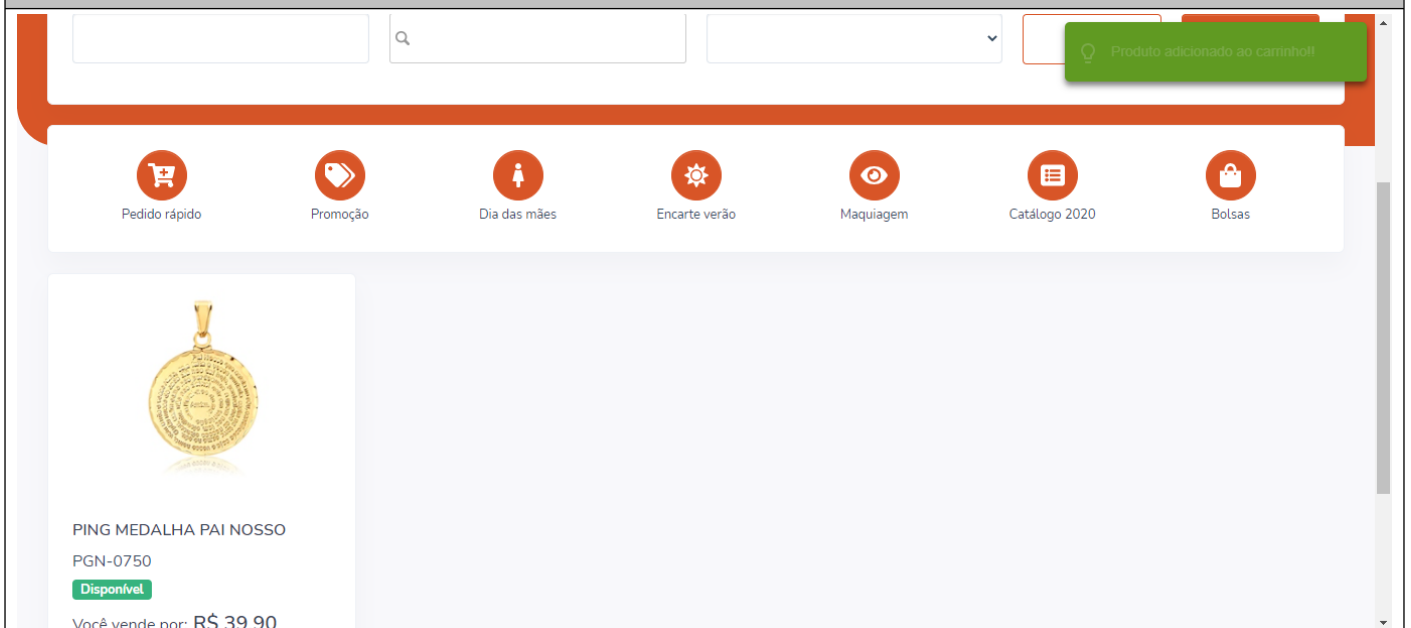 Produto adicionado ao carrinho!!
Pedido rápido
Promoção
Dia das mães
Encarte verão
Maquiagem
Catálogo 2020
Bolsas
PING MEDALHA PAI NOSSO
PGN-0750
Disponível
Você vende por: R$ 39,90